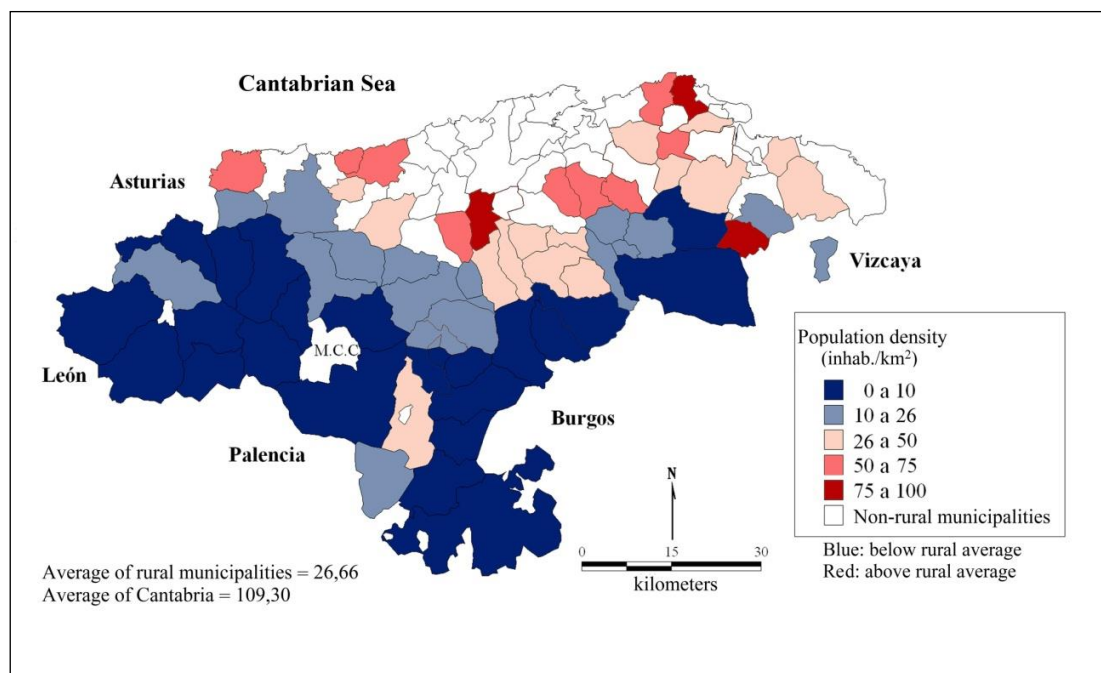 Cantabrian Sea
Asturias
Vizcaya
M.C.C.
León
Burgos
Palencia
Population density
(inhab./km²)
0 a 10
10 a 26
26 a 50
50 a 75
75 a 100
Non-rural municipalities
Blue: below rural average
Red: above rural average
N
0 15 30
kilometers
Average of rural municipalities = 26,66
Average of Cantabria = 109,30